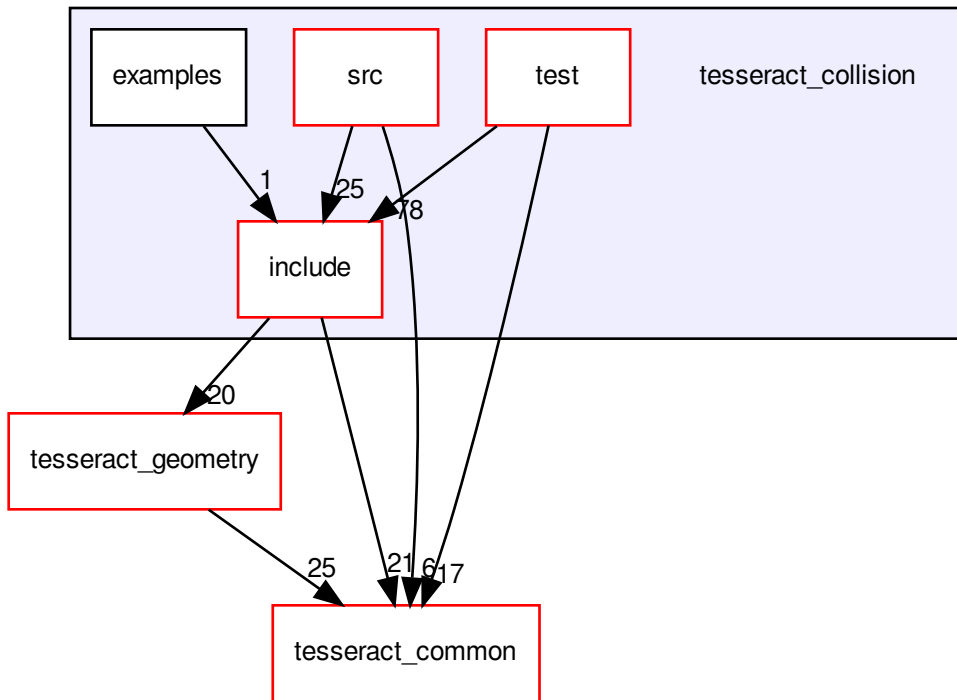 examples
src
test
tesseract_collision
1
25
78
include
20
tesseract_geometry
25
21
6
17
tesseract_common